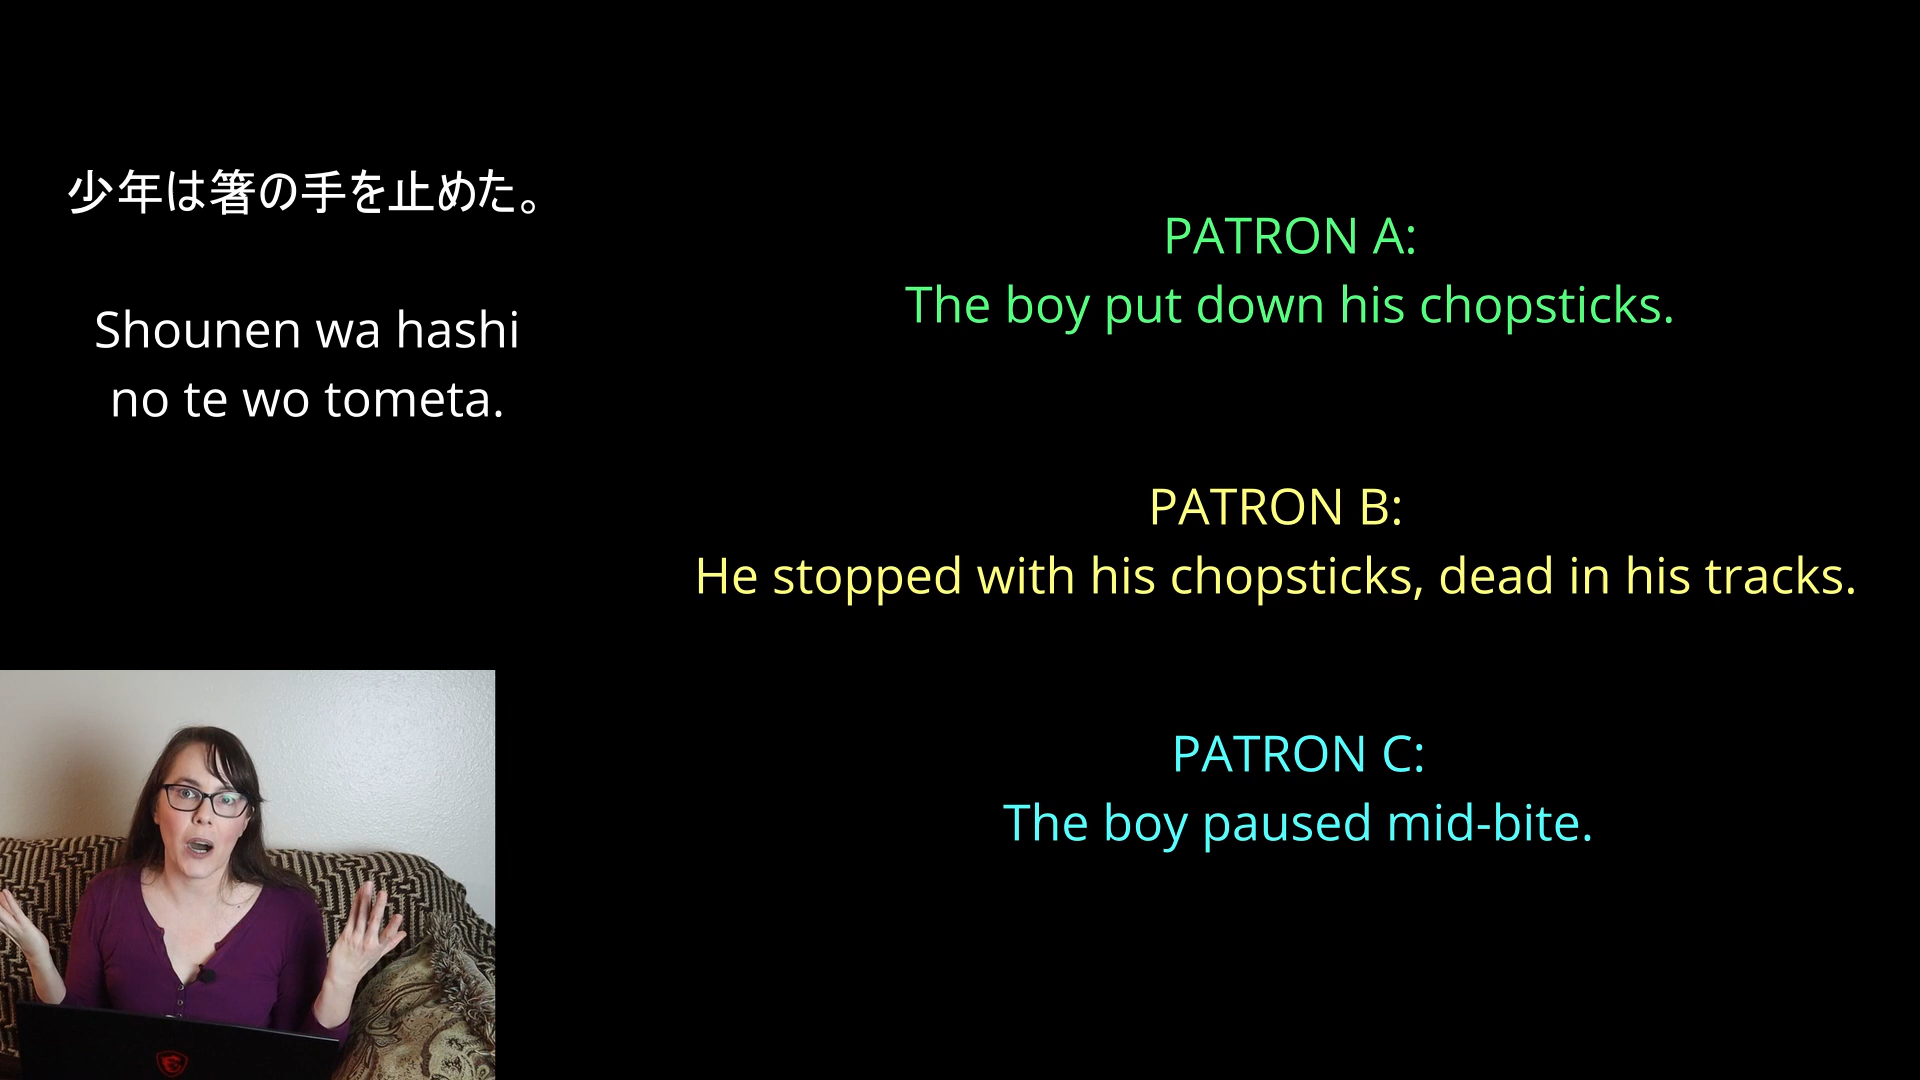 少年は箸の手を止めた。
Shounen wa hashi
no te wo tometa.
PATRON A:
The boy put down his chopsticks.
PATRON B:
He stopped with his chopsticks, dead in his tracks.
PATRON C:
The boy paused mid-bite.